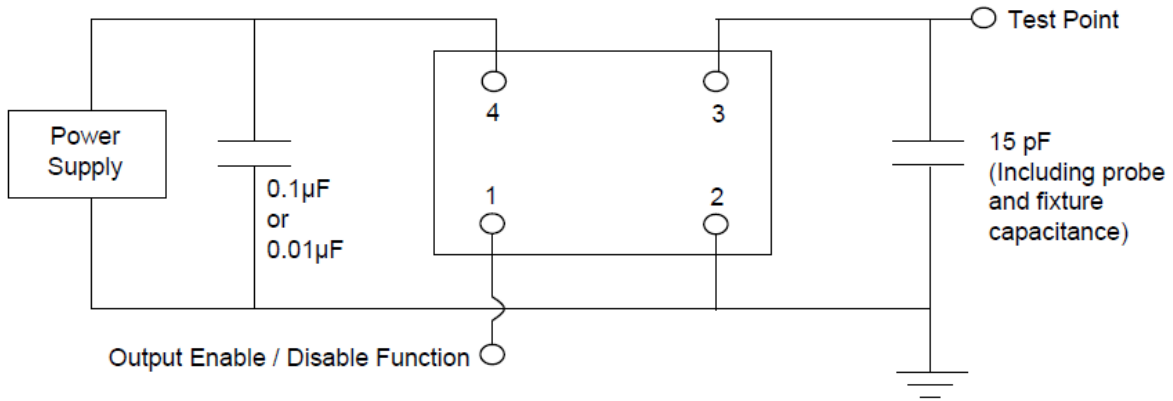 Test Point
4
3
Power
Supply
15 pF
(Including probe
and fixture
capacitance)
0.1µF
or
0.01µF
1
2
Output Enable / Disable Function